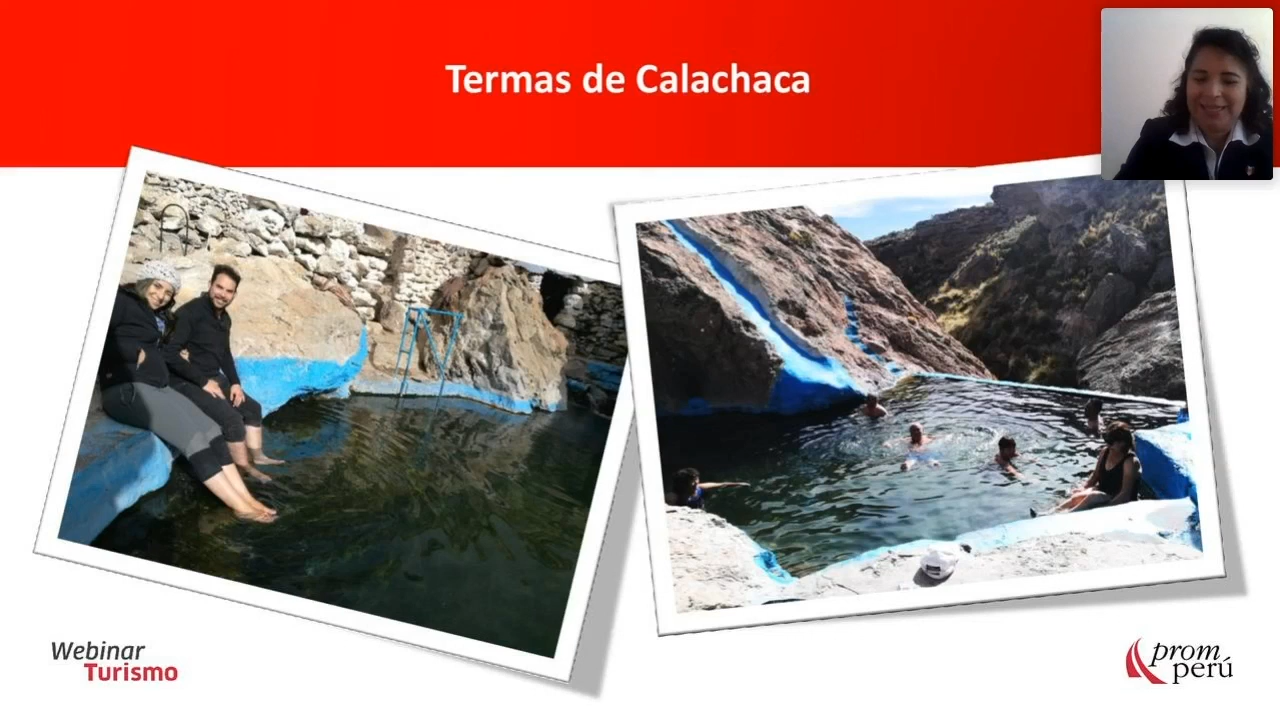 Termas de Calachaca
Webinar
Turismo
prom
perú